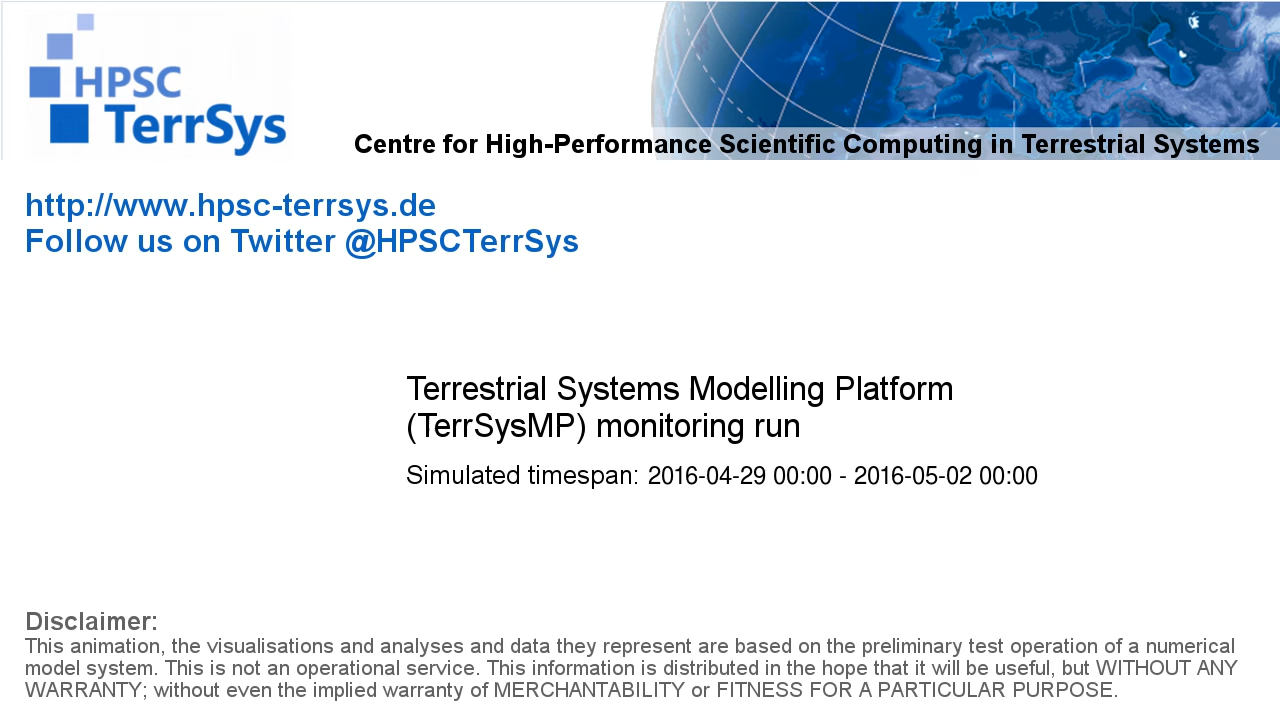 HPSC
TerrSys
Centre for High-Performance Scientific Computing in Terrestrial Systems
http://www.hpsc-terrsys.de
Follow us on Twitter @HPSCTerrSys
Terrestrial Systems Modelling Platform
(TerrSysMP) monitoring run
Simulated timespan: 2016-04-29 00:00 - 2016-05-02 00:00
Disclaimer:
This animation, the visualisations and analyses and data they represent are based on the preliminary test operation of a numerical
model system. This is not an operational service. This information is distributed in the hope that it will be useful, but WITHOUT ANY
WARRANTY; without even the implied warranty of MERCHANTABILITY or FITNESS FOR A PARTICULAR PURPOSE.